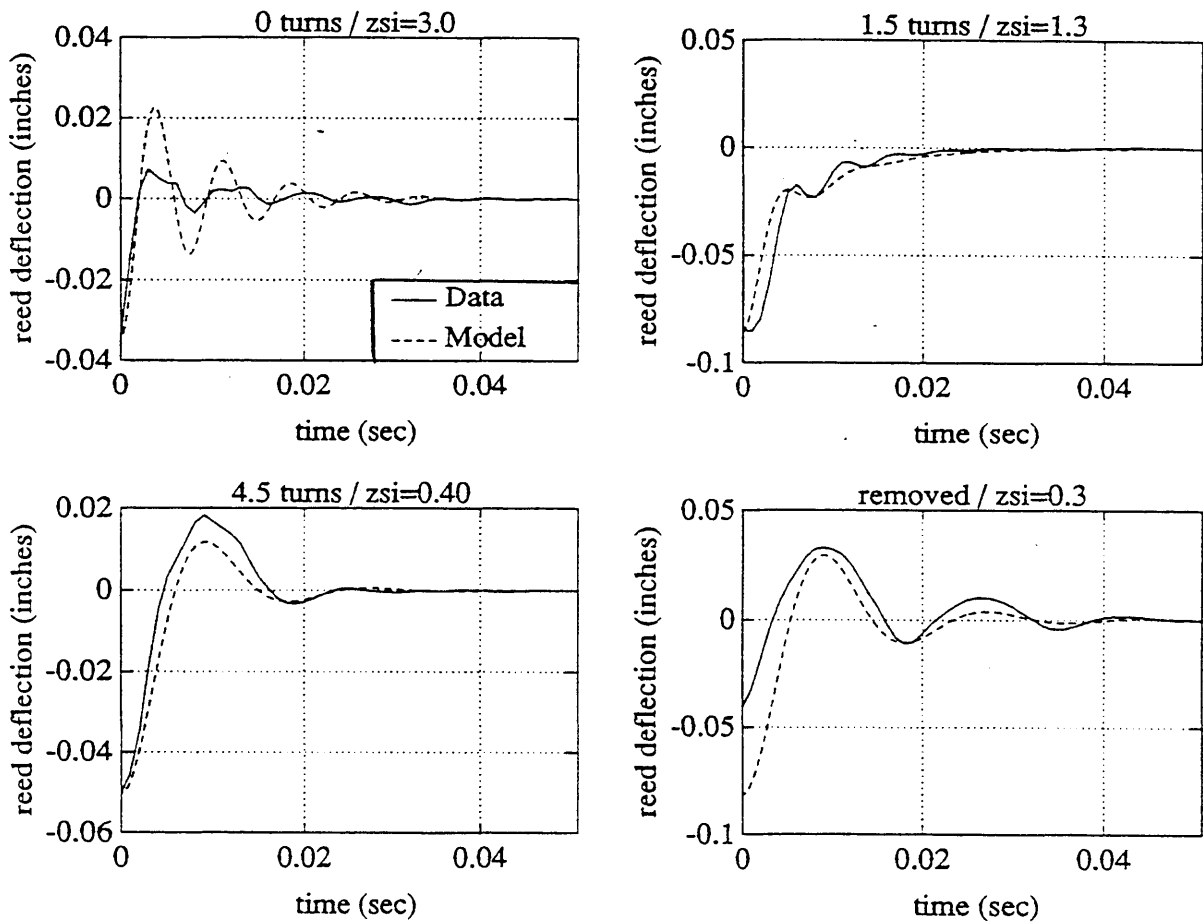 0 turns / zsi=3.0
0.04
0.02
0
-0.02
-0.04
reed deflection (inches)
Data
Model
0
0.02
0.04
time (sec)
1.5 turns / zsi=1.3
0.05
0
-0.05
-0.1
reed deflection (inches)
0
0.02
0.04
time (sec)
4.5 turns / zsi=0.40
0.02
0
-0.02
-0.04
-0.06
reed deflection (inches)
0
0.02
0.04
time (sec)
removed / zsi=0.3
0.05
0
-0.05
-0.1
reed deflection (inches)
0
0.02
0.04
time (sec)